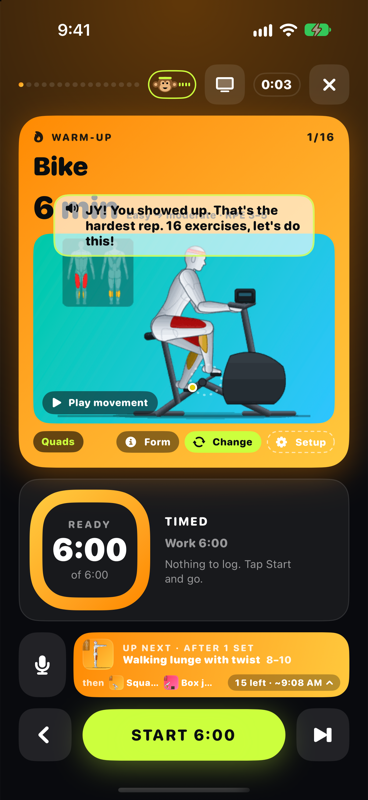 9:41
0:03
WARM-UP
1/16
Bike
6 min
JY! You showed up. That's the
hardest rep. 16 exercises, let's do
this!
Play movement
Quads
Form
Change
Setup
READY
6:00
of 6:00
TIMED
Work 6:00
Nothing to log. Tap Start
and go.
UP NEXT · AFTER 1 SET
Walking lunge with twist 8–10
then Squa... Box j...
15 left · ~9:08 AM
START 6:00